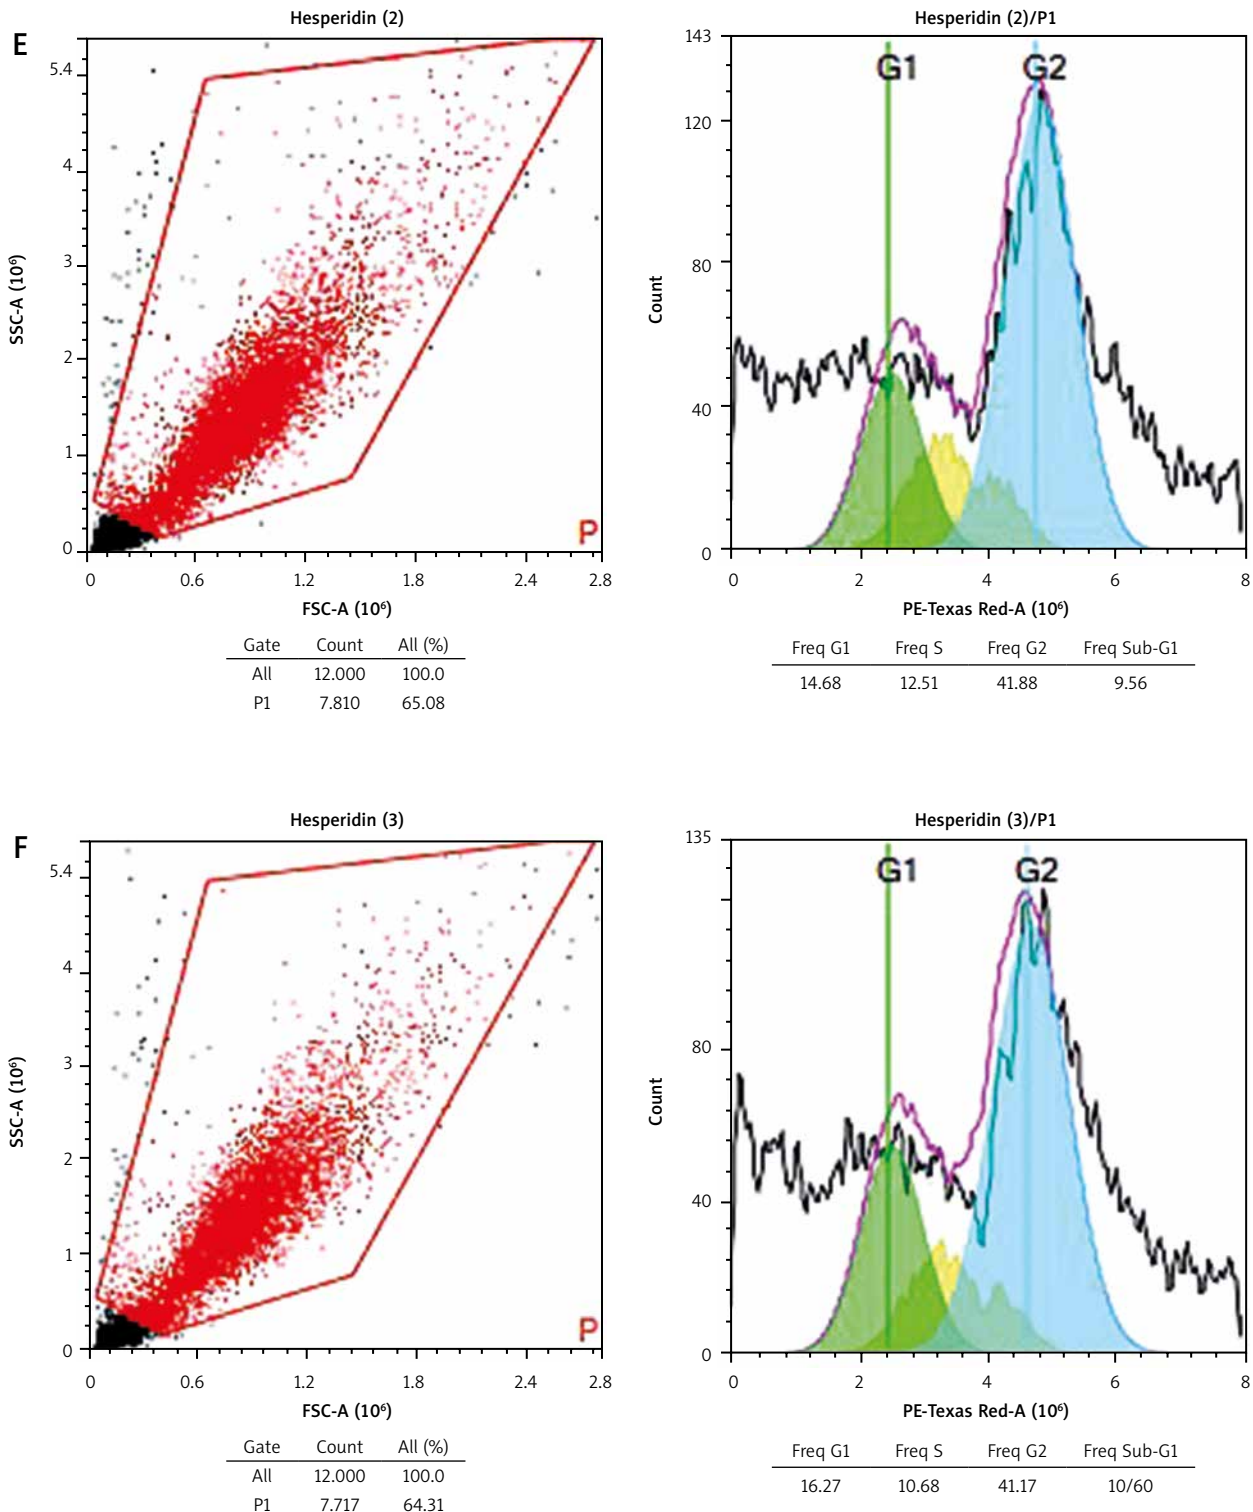 E
Hesperidin (2)
5.4
4
3
2
1
0
SSC-A (10⁶)
P
0 0.6 1.2 1.8 2.4 2.8
FSC-A (10⁶)
Gate Count All (%)
All 12.000 100.0
P1 7.810 65.08
Hesperidin (2)/P1
143
120
80
40
0
Count
G1 G2
0 2 4 6 8
PE-Texas Red-A (10⁶)
Freq G1 Freq S Freq G2 Freq Sub-G1
14.68 12.51 41.88 9.56
F
Hesperidin (3)
5.4
4
3
2
1
0
SSC-A (10⁶)
P
0 0.6 1.2 1.8 2.4 2.8
FSC-A (10⁶)
Gate Count All (%)
All 12.000 100.0
P1 7.717 64.31
Hesperidin (3)/P1
135
80
40
0
Count
G1 G2
0 2 4 6 8
PE-Texas Red-A (10⁶)
Freq G1 Freq S Freq G2 Freq Sub-G1
16.27 10.68 41.17 10/60